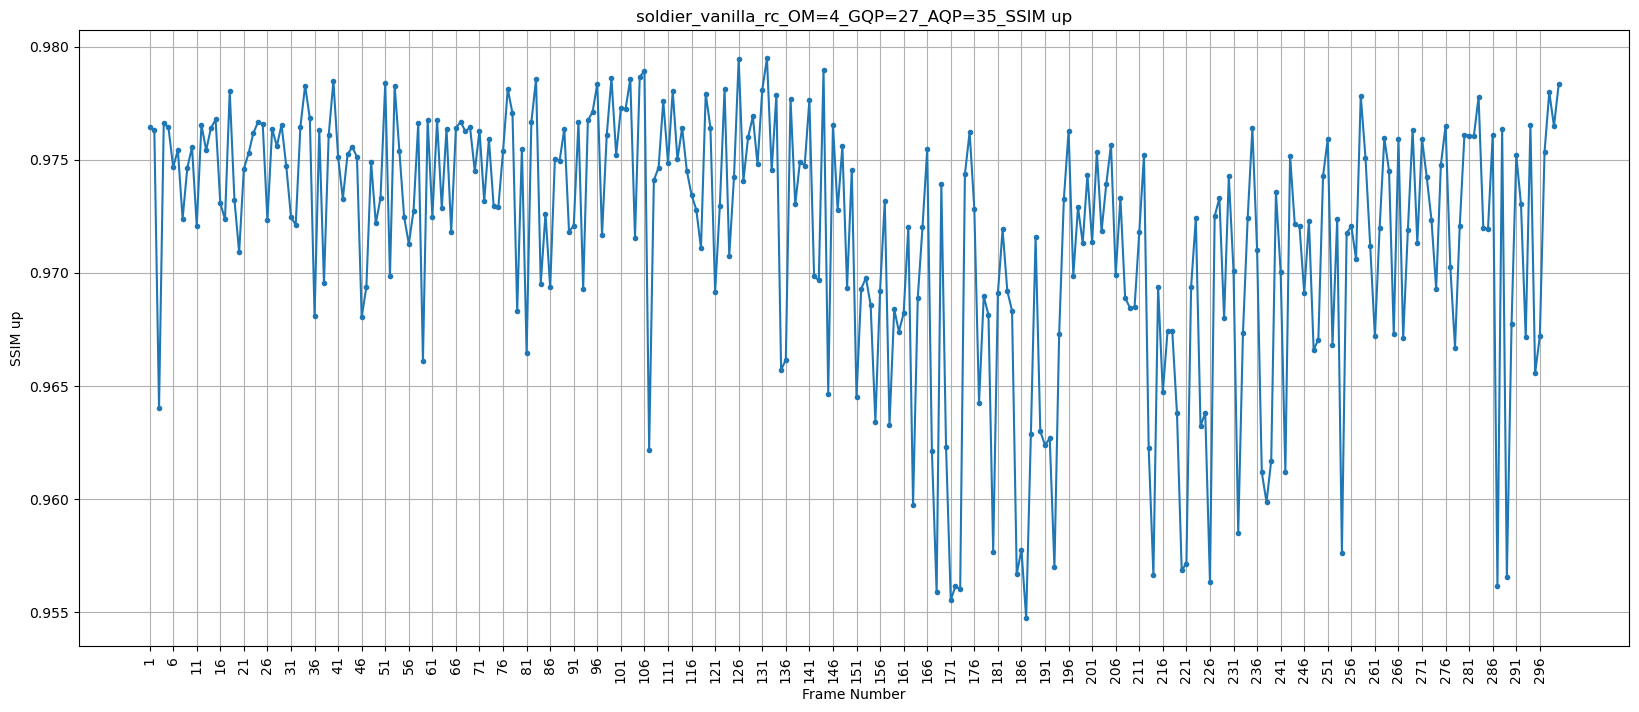 soldier_vanilla_rc_OM=4_GQP=27_AQP=35_SSIM up
SSIM up
0.980
0.975
0.970
0.965
0.960
0.955
1 6 11 16 21 26 31 36 41 46 51 56 61 66 71 76 81 86 91 96 101 106 111 116 121 126 131 136 141 146 151 156 161 166 171 176 181 186 191 196 201 206 211 216 221 226 231 236 241 246 251 256 261 266 271 276 281 286 291 296
Frame Number